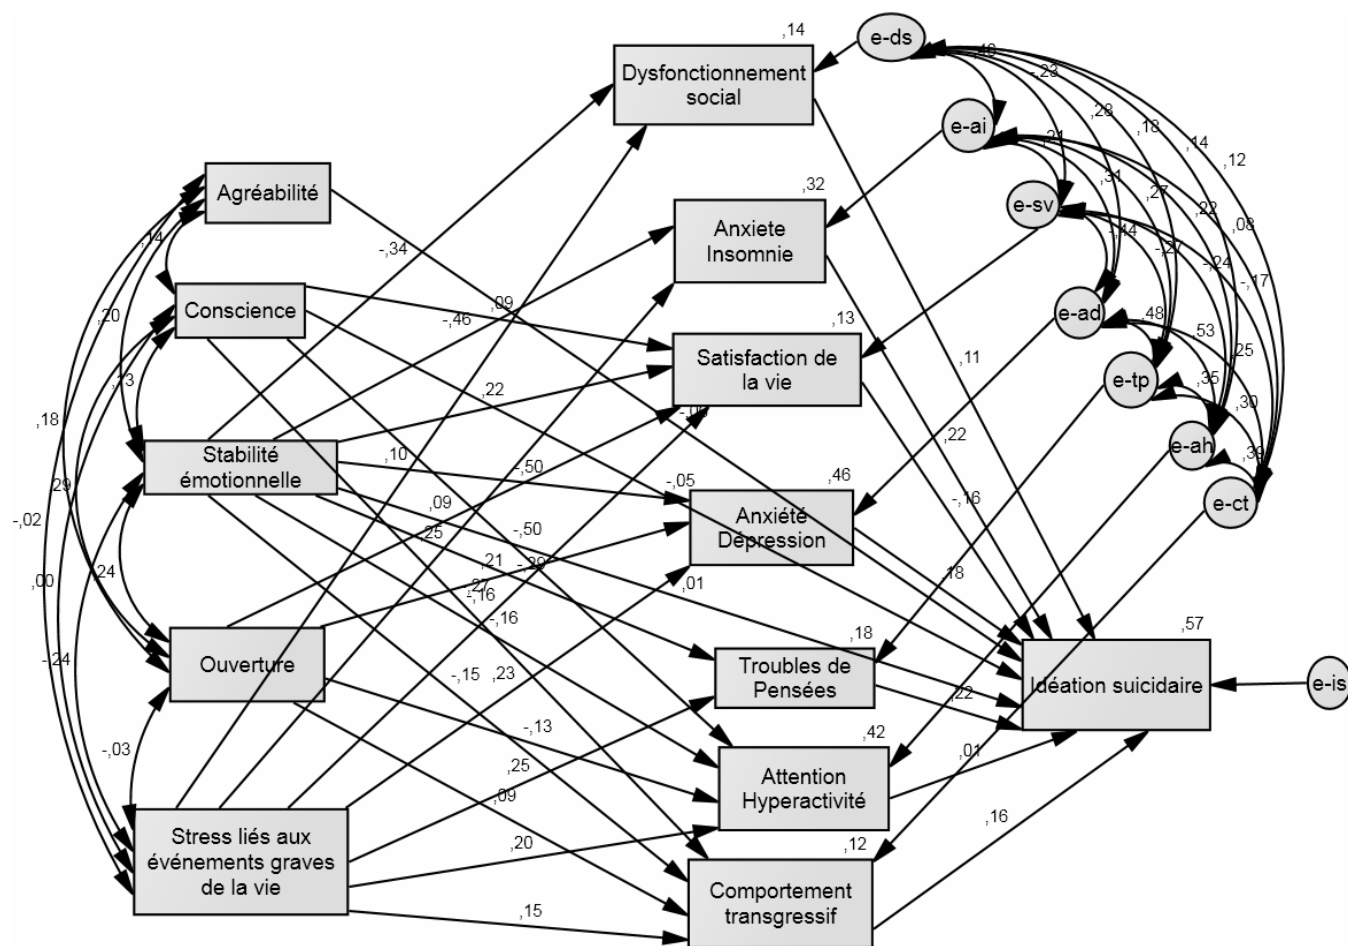 ,14
e-ds
Dysfonctionnement
social
-,23
,28
,18
,14
,12
e-ai
,21
Agréabilité
,14
-,34
,32
Anxiete
Insomnie
,31
,27
,22
,08
e-sv
-,44
-,27
-,24
-,17
,20
Conscience
,09
-,46
,13
Satisfaction de
la vie
e-ad
,48
,53
,25
,11
,13
,22
e-tp
,35
,30
,18
Stabilité
émotionnelle
,10
-,50
-,05
,22
e-ah
,46
Anxiété
Dépression
-,16
e-ct
,29
,09
-,50
,25
-,02
,00
,24
,21
-,16
,01
,18
-,16
-,24
Ouverture
-,15
,23
,18
Troubles de
Pensées
,57
Idéation suicidaire
e-is
,22
-,03
-,13
,25
,09
,42
Attention
Hyperactivité
,01
Stress liés aux
événements graves
de la vie
,20
,12
,16
Comportement
transgressif
,15